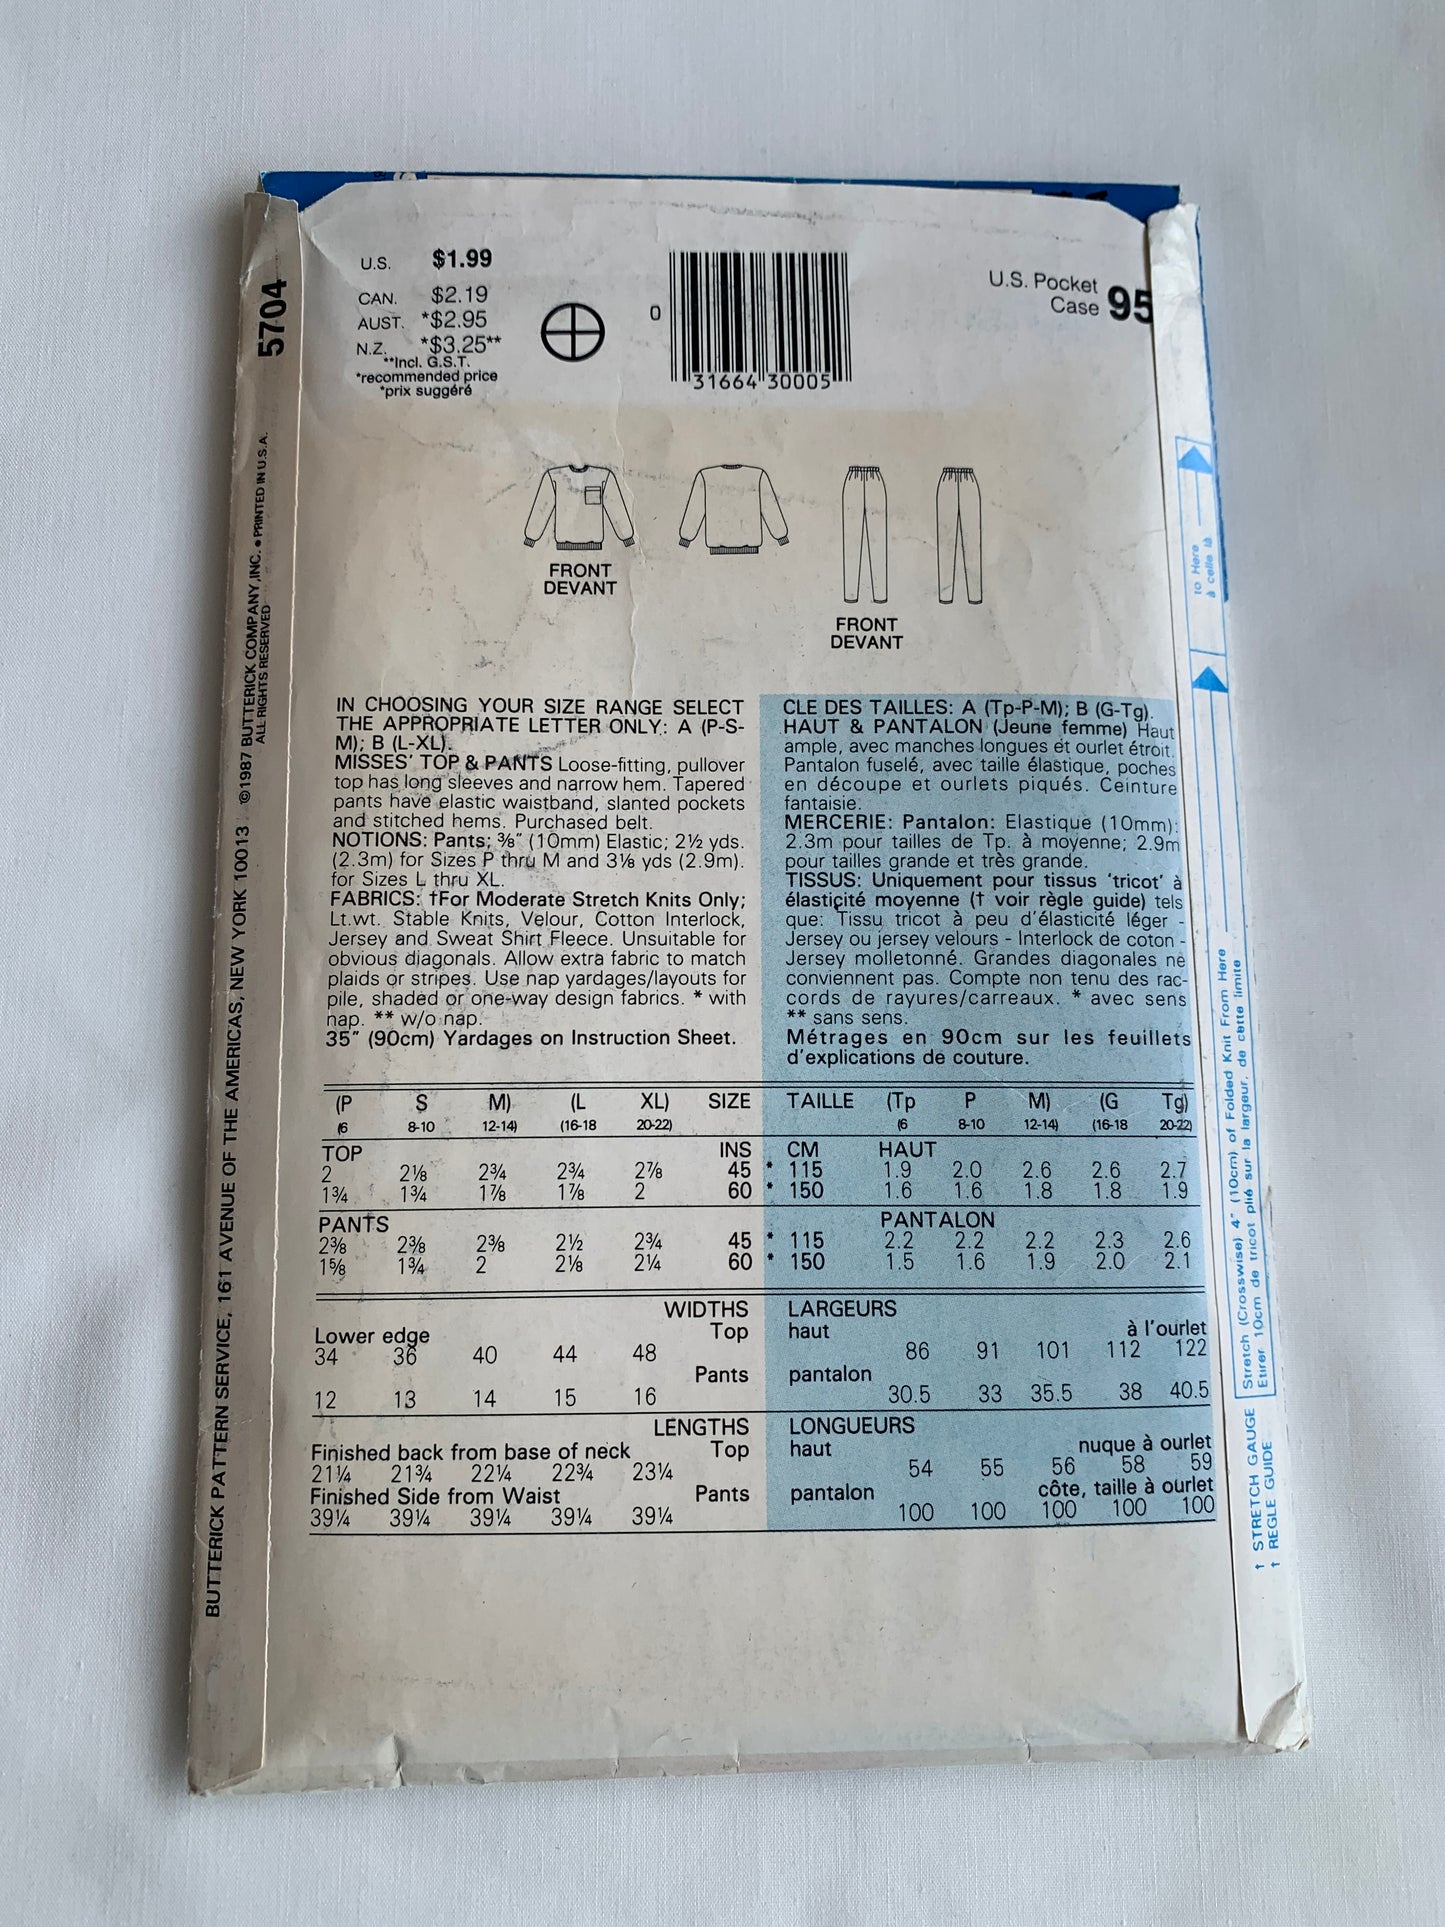 5704
©1987 BUTTERICK COMPANY, INC. • PRINTED IN U.S.A.
ALL RIGHTS RESERVED
BUTTERICK PATTERN SERVICE, 161 AVENUE OF THE AMERICAS, NEW YORK 10013
U.S. $1.99
CAN. $2.19
AUST. *$2.95
N.Z. *$3.25**
**Incl. G.S.T.
*recommended price
*prix suggéré
0 31664 30005
U.S. Pocket
Case 95
FRONT
DEVANT
FRONT
DEVANT
IN CHOOSING YOUR SIZE RANGE SELECT
THE APPROPRIATE LETTER ONLY: A (P-S-
M); B (L-XL).
MISSES' TOP & PANTS Loose-fitting, pullover
top has long sleeves and narrow hem. Tapered
pants have elastic waistband, slanted pockets
and stitched hems. Purchased belt.
NOTIONS: Pants; ⅜" (10mm) Elastic; 2½ yds.
(2.3m) for Sizes P thru M and 3⅛ yds (2.9m).
for Sizes L thru XL.
FABRICS: †For Moderate Stretch Knits Only;
Lt.wt. Stable Knits, Velour, Cotton Interlock,
Jersey and Sweat Shirt Fleece. Unsuitable for
obvious diagonals. Allow extra fabric to match
plaids or stripes. Use nap yardages/layouts for
pile, shaded or one-way design fabrics. * with
nap. ** w/o nap.
35" (90cm) Yardages on Instruction Sheet.
CLE DES TAILLES: A (Tp-P-M); B (G-Tg).
HAUT & PANTALON (Jeune femme) Haut
ample, avec manches longues et ourlet étroit.
Pantalon fuselé, avec taille élastique, poches
en découpe et ourlets piqués. Ceinture
fantaisie.
MERCERIE: Pantalon: Elastique (10mm):
2.3m pour tailles de Tp. à moyenne; 2.9m
pour tailles grande et très grande.
TISSUS: Uniquement pour tissus 'tricot' à
élasticité moyenne († voir règle guide) tels
que: Tissu tricot à peu d'élasticité léger -
Jersey ou jersey velours - Interlock de coton -
Jersey molletonné. Grandes diagonales ne
conviennent pas. Compte non tenu des rac-
cords de rayures/carreaux. * avec sens
** sans sens.
Métrages en 90cm sur les feuillets
d'explications de couture.
(P S M) (L XL) SIZE TAILLE (Tp P M) (G Tg)
(6 8-10 12-14) (16-18 20-22) (6 8-10 12-14) (16-18 20-22)
TOP INS CM HAUT
2 2⅛ 2¾ 2¾ 2⅞ 45 * 115 1.9 2.0 2.6 2.6 2.7
1¾ 1¾ 1⅞ 1⅞ 2 60 * 150 1.6 1.6 1.8 1.8 1.9
PANTS PANTALON
2⅜ 2⅜ 2⅜ 2½ 2¾ 45 * 115 2.2 2.2 2.2 2.3 2.6
1⅝ 1¾ 2 2⅛ 2¼ 60 * 150 1.5 1.6 1.9 2.0 2.1
WIDTHS LARGEURS
Lower edge Top haut à l'ourlet
34 36 40 44 48 86 91 101 112 122
Pants pantalon
12 13 14 15 16 30.5 33 35.5 38 40.5
LENGTHS LONGUEURS
Finished back from base of neck Top haut nuque à ourlet
21¼ 21¾ 22¼ 22¾ 23¼ 54 55 56 58 59
Finished Side from Waist Pants pantalon côte, taille à ourlet
39¼ 39¼ 39¼ 39¼ 39¼ 100 100 100 100 100
to Here
à celle là
Stretch (Crosswise) 4" (10cm) of Folded Knit From Here
Etirer 10cm de tricot plié sur la largeur, de cette limite
† STRETCH GAUGE
† REGLE GUIDE